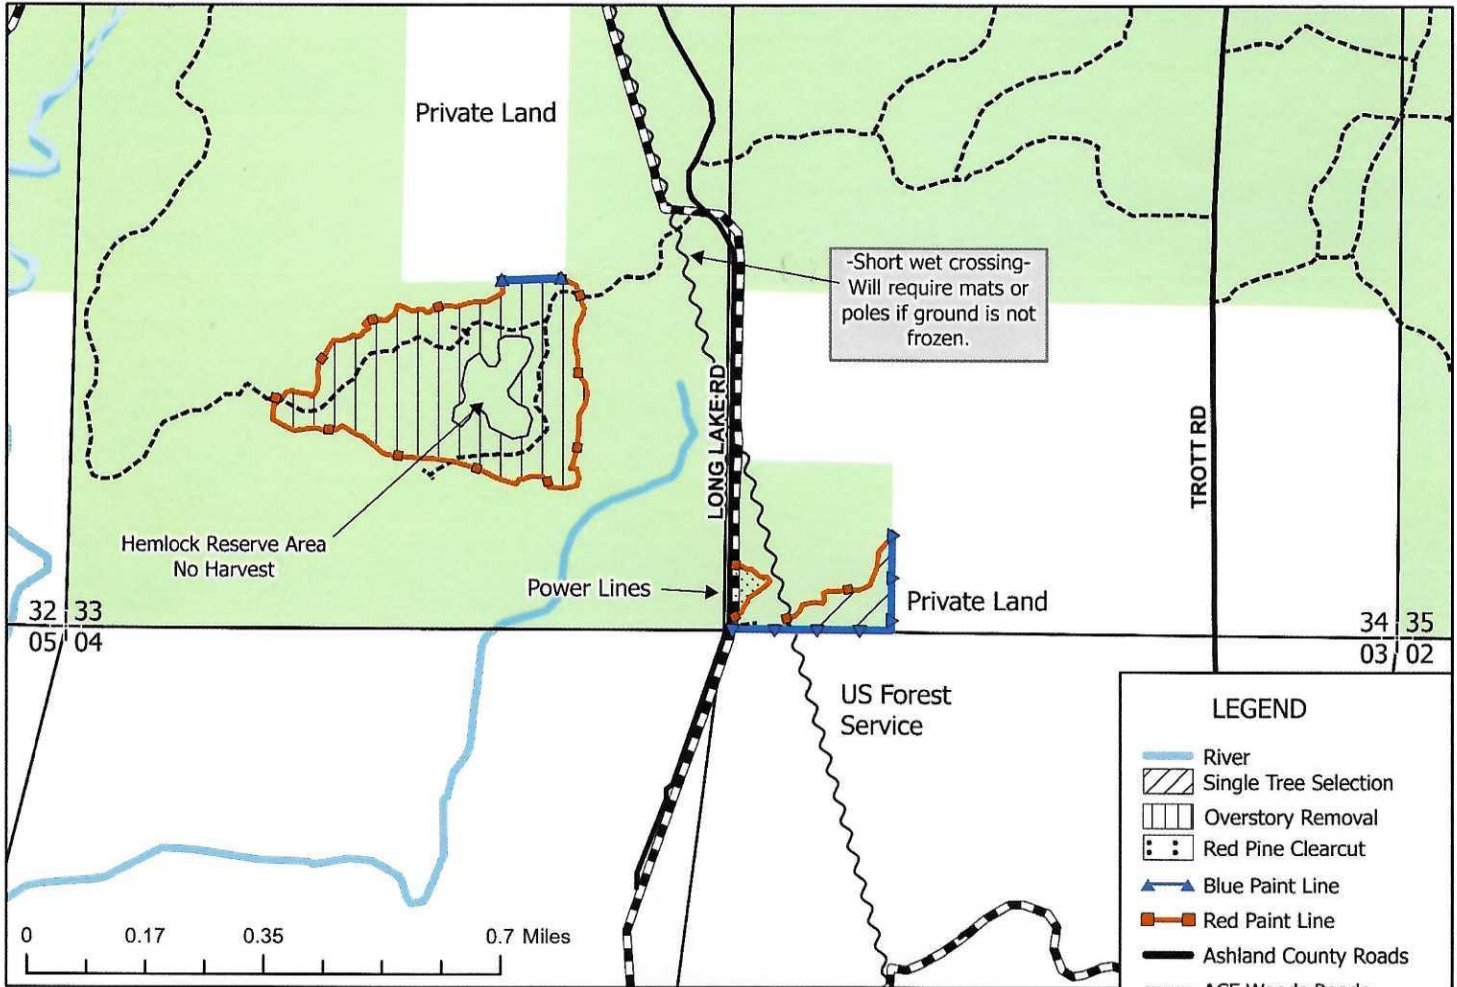 Private Land
-Short wet crossing-
Will require mats or
poles if ground is not
frozen.
LONG LAKE RD
TROTT RD
Hemlock Reserve Area
No Harvest
Power Lines
Private Land
32 33
05 04
34 35
03 02
US Forest
Service
LEGEND
River
Single Tree Selection
Overstory Removal
Red Pine Clearcut
Blue Paint Line
Red Paint Line
Ashland County Roads
0 0.17 0.35 0.7 Miles